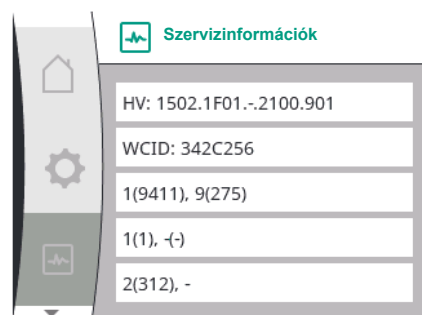 Szervizinformációk
HV: 1502.1F01.-.2100.901
WCID: 342C256
1(9411), 9(275)
1(1), -(-)
2(312), -